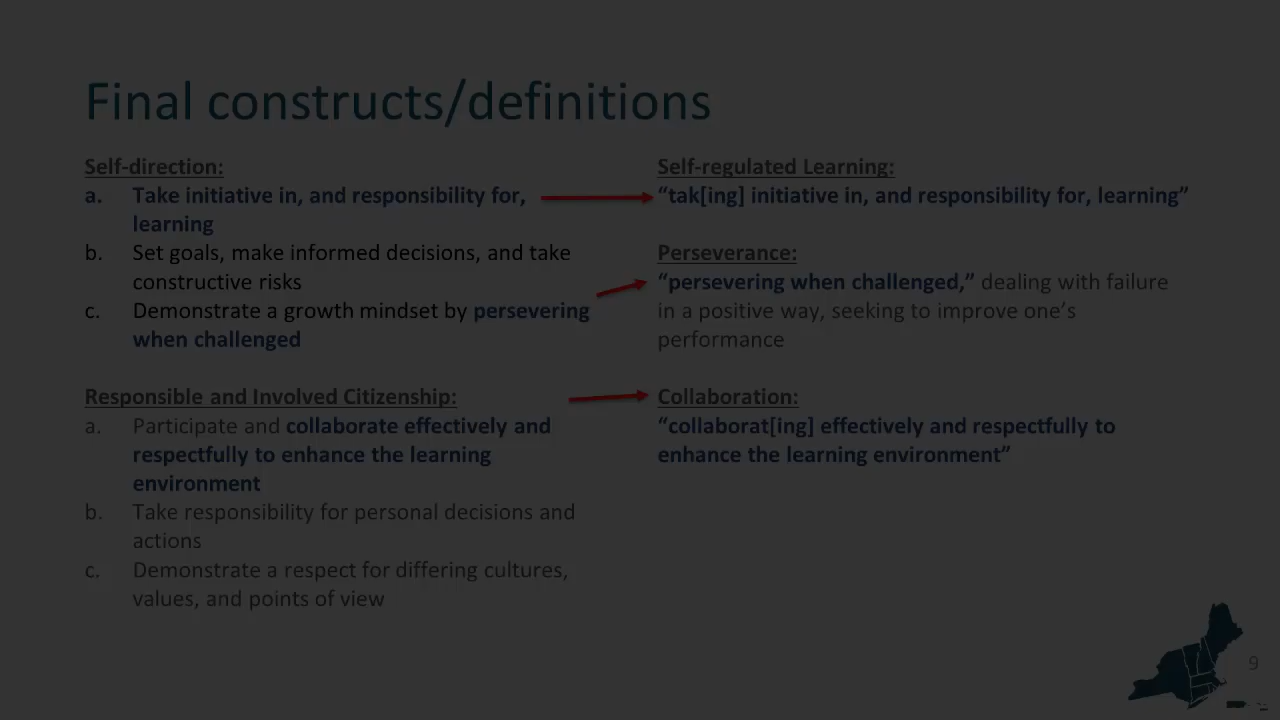 Final constructs/definitions
Self-direction:
a. Take initiative in, and responsibility for,
learning
b. Set goals, make informed decisions, and take
constructive risks
c. Demonstrate a growth mindset by persevering
when challenged
Responsible and Involved Citizenship:
a. Participate and collaborate effectively and
respectfully to enhance the learning
environment
b. Take responsibility for personal decisions and
actions
c. Demonstrate a respect for differing cultures,
values, and points of view
Self-regulated Learning:
“tak[ing] initiative in, and responsibility for, learning”
Perseverance:
“persevering when challenged,” dealing with failure
in a positive way, seeking to improve one’s
performance
Collaboration:
“collaborat[ing] effectively and respectfully to
enhance the learning environment”
9